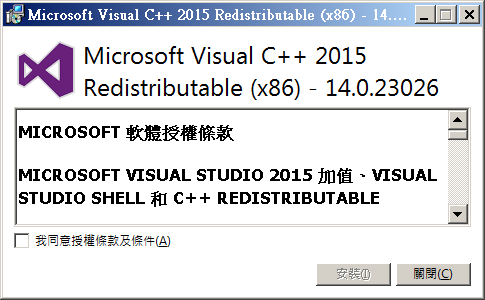 Microsoft Visual C++ 2015 Redistributable (x86) - 14....
Microsoft Visual C++ 2015
Redistributable (x86) - 14.0.23026
MICROSOFT 軟體授權條款
MICROSOFT VISUAL STUDIO 2015 加值、VISUAL
STUDIO SHELL 和 C++ REDISTRIBUTABLE
我同意授權條款及條件(A)
安裝(I) 關閉(C)